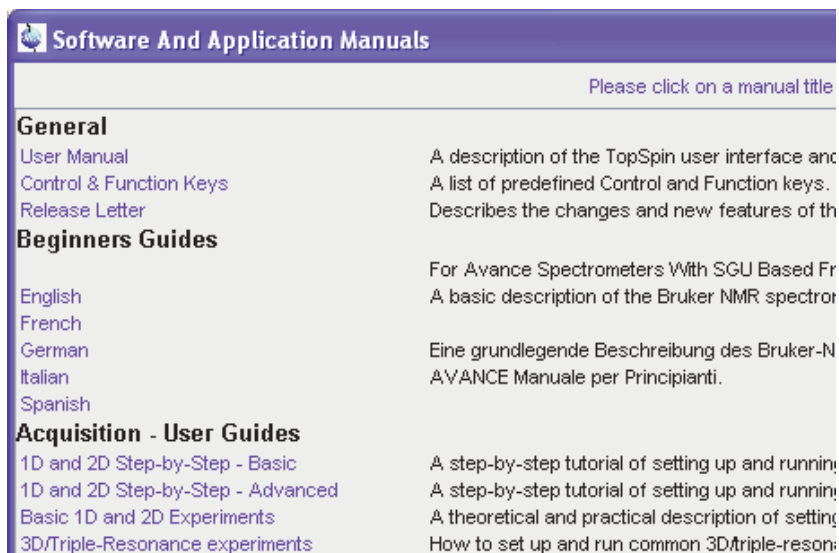 Software And Application Manuals
Please click on a manual title
General
User Manual A description of the TopSpin user interface and
Control & Function Keys A list of predefined Control and Function keys.
Release Letter Describes the changes and new features of th
Beginners Guides
For Avance Spectrometers With SGU Based Fr
English A basic description of the Bruker NMR spectro
French
German Eine grundlegende Beschreibung des Bruker-N
Italian AVANCE Manuale per Principianti.
Spanish
Acquisition - User Guides
1D and 2D Step-by-Step - Basic A step-by-step tutorial of setting up and running
1D and 2D Step-by-Step - Advanced A step-by-step tutorial of setting up and running
Basic 1D and 2D Experiments A theoretical and practical description of setting
3D/Triple-Resonance experiments How to set up and run common 3D/triple-reson